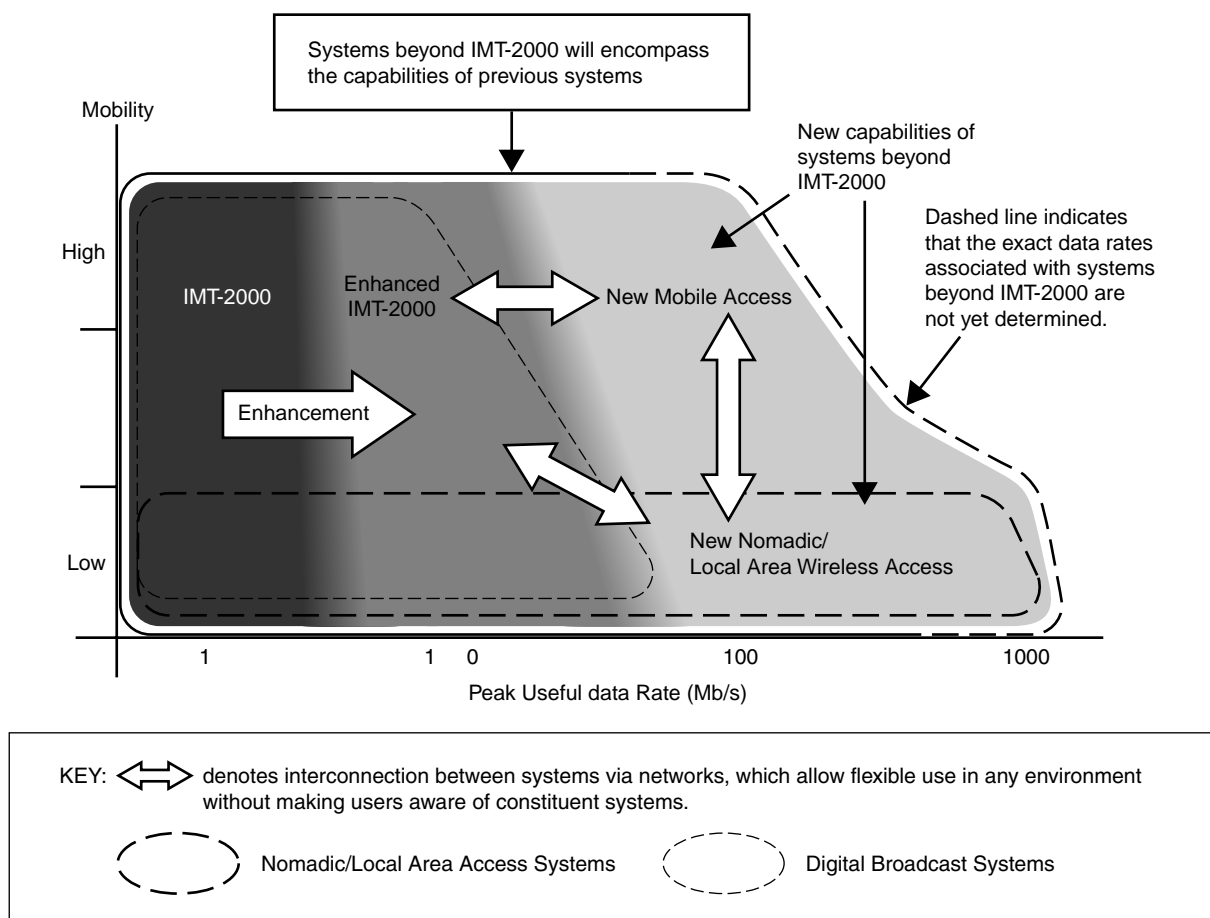 Systems beyond IMT-2000 will encompass
the capabilities of previous systems
Mobility
New capabilities of
systems beyond
IMT-2000
Dashed line indicates
that the exact data rates
associated with systems
beyond IMT-2000 are
not yet determined.
High
IMT-2000
Enhanced
IMT-2000
New Mobile Access
Enhancement
Low
New Nomadic/
Local Area Wireless Access
1 1 0 100 1000
Peak Useful data Rate (Mb/s)
KEY: denotes interconnection between systems via networks, which allow flexible use in any environment
without making users aware of constituent systems.
Nomadic/Local Area Access Systems
Digital Broadcast Systems